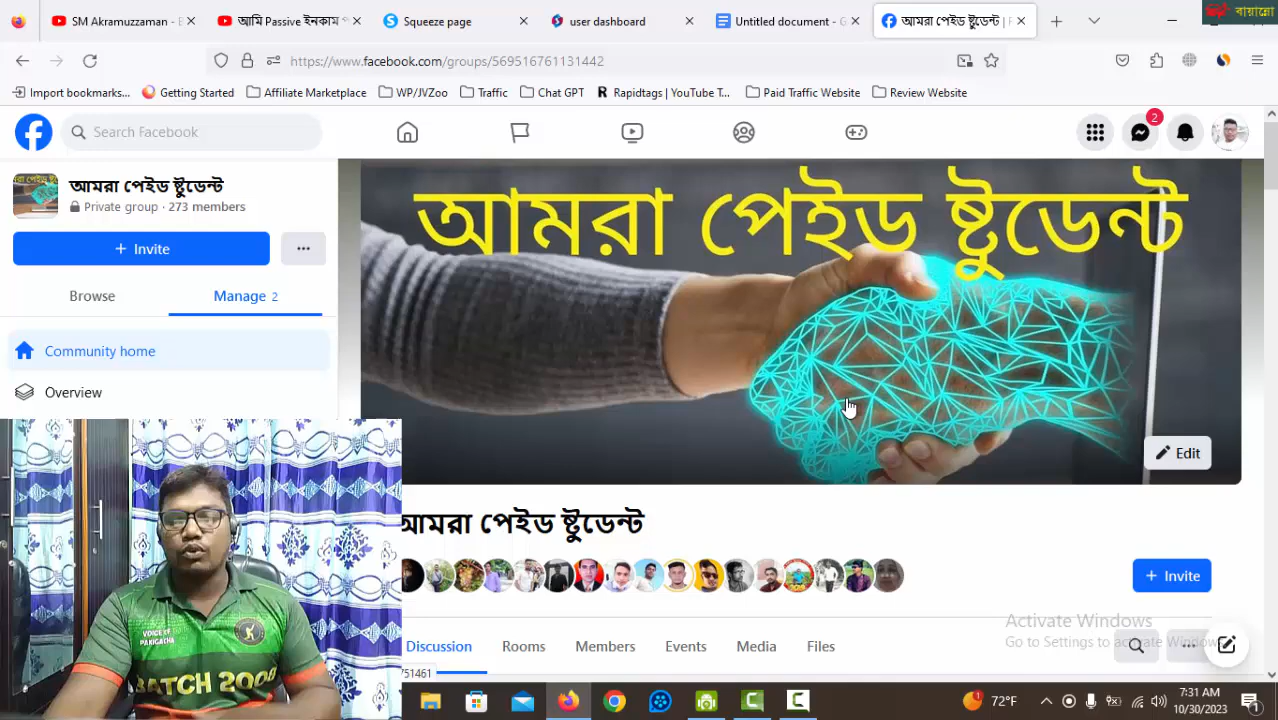 SM Akramuzzaman - E
আমি Passive ইনকাম
Squeeze page
user dashboard
Untitled document - G
আমরা পেইড ষ্টুডেন্ট | F
বায়ান্নো
https://www.facebook.com/groups/569516761131442
Import bookmarks...
Getting Started
Affiliate Marketplace
WP/JVZoo
Traffic
Chat GPT
Rapidtags | YouTube T...
Paid Traffic Website
Review Website
Search Facebook
2
আমরা পেইড ষ্টুডেন্ট
Private group · 273 members
+ Invite
...
Browse
Manage 2
Community home
Overview
আমরা পেইড ষ্টুডেন্ট
Edit
আমরা পেইড ষ্টুডেন্ট
+ Invite
Discussion
Rooms
Members
Events
Media
Files
751461
Activate Windows
Go to Settings to activate Windows.
VOICE OF
PAKIGACHA
BATCH 2008
72°F
7:31 AM
10/30/2023
1